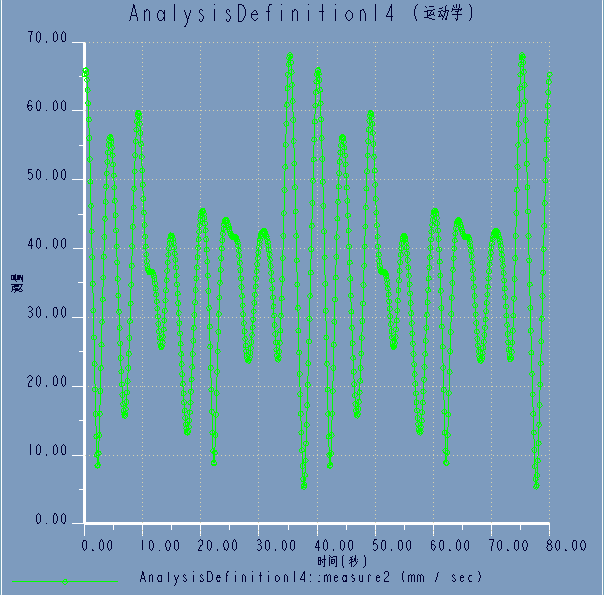 AnalysisDefinition14 (运动学)
70.00
60.00
50.00
40.00
30.00
20.00
10.00
0.00
测量
0.00 10.00 20.00 30.00 40.00 50.00 60.00 70.00 80.00
时间(秒)
AnalysisDefinition14::measure2 (mm / sec)